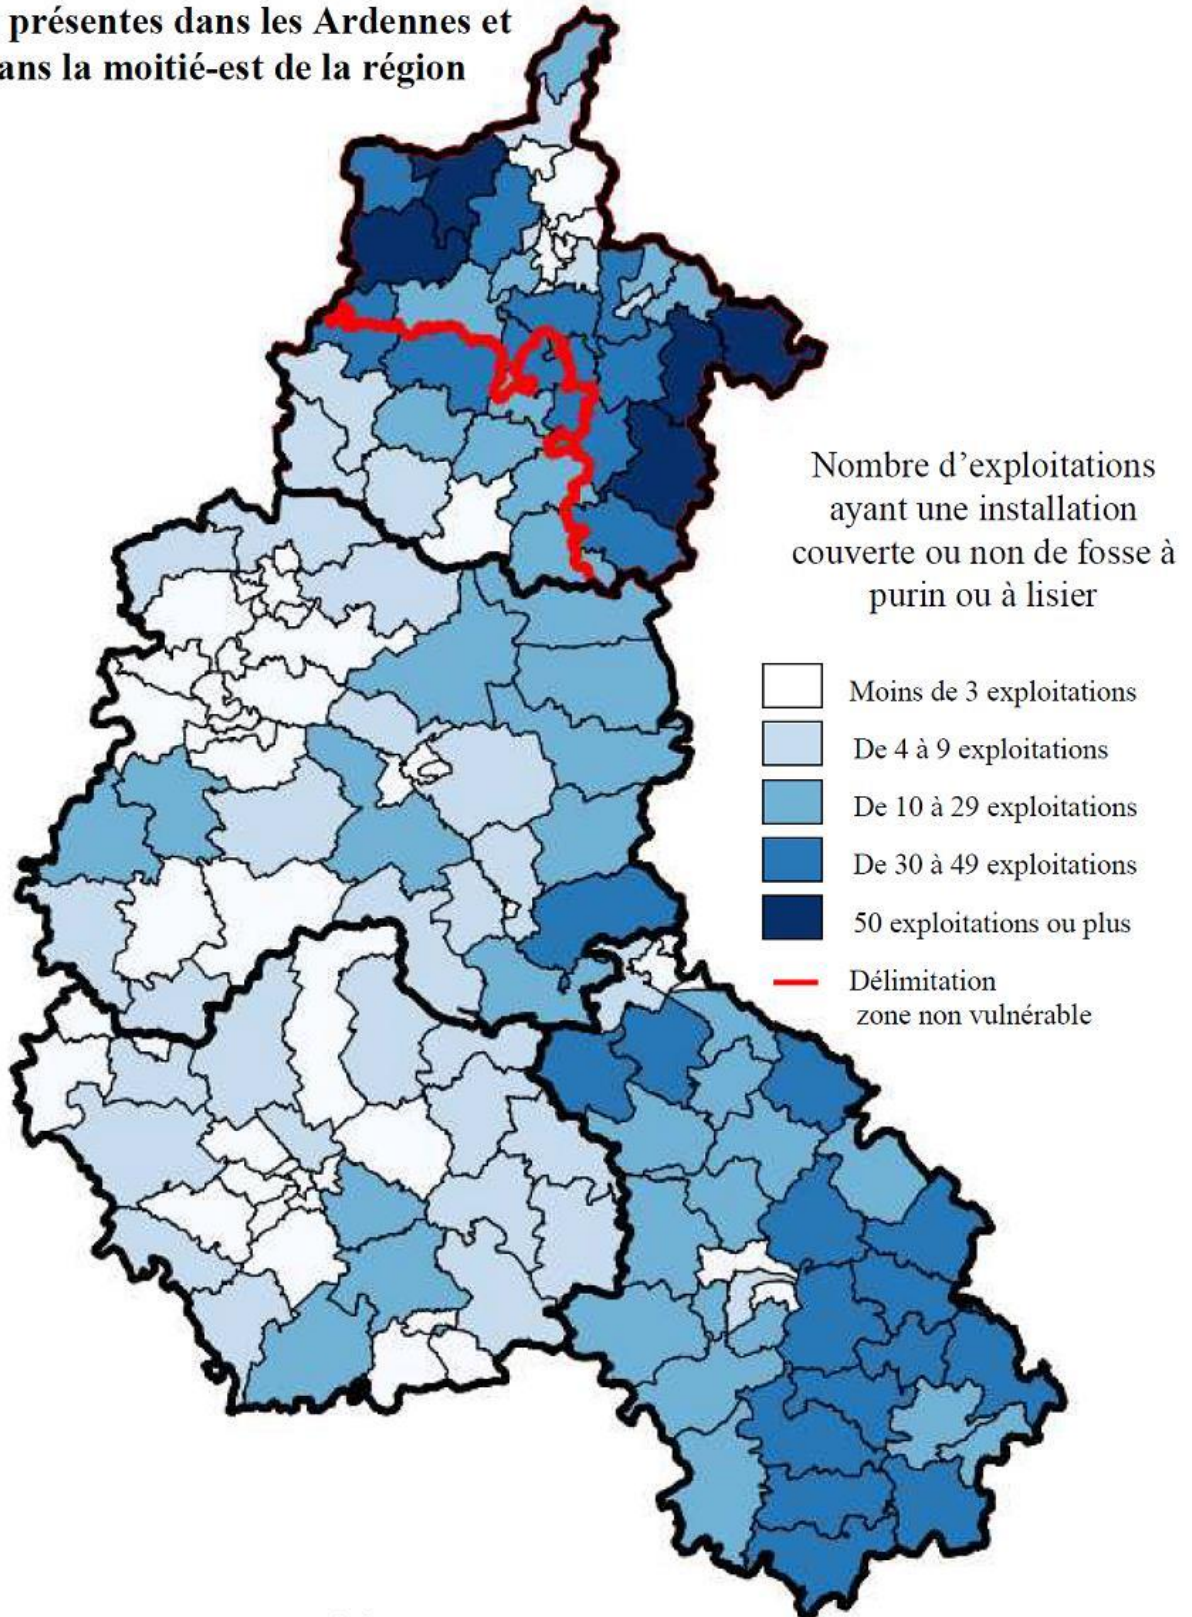 présentes dans les Ardennes et
ans la moitié-est de la région
Nombre d’exploitations
ayant une installation
couverte ou non de fosse à
purin ou à lisier
Moins de 3 exploitations
De 4 à 9 exploitations
De 10 à 29 exploitations
De 30 à 49 exploitations
50 exploitations ou plus
Délimitation
zone non vulnérable